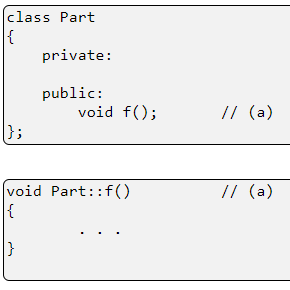 class Part
{
    private:
    public:
        void f();       // (a)
};
void Part::f()          // (a)
{
        . . .
}